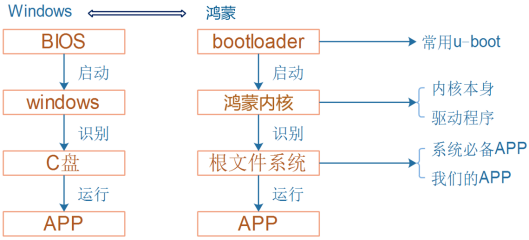 Windows 鸿蒙
BIOS bootloader 常用u-boot
启动 启动
windows 鸿蒙内核 内核本身
驱动程序
识别 识别
C盘 根文件系统 系统必备APP
我们的APP
运行 运行
APP APP